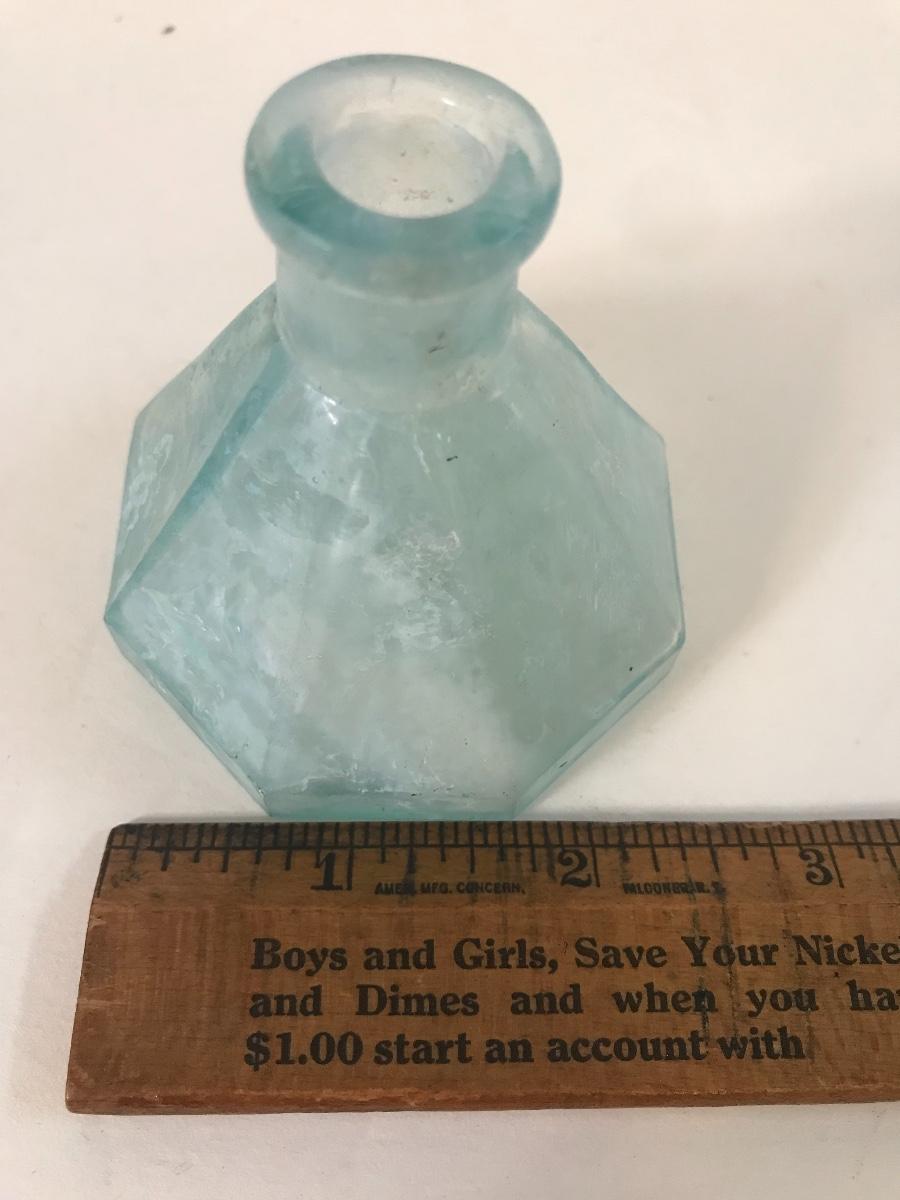 1 2 3
AMER. MFG. CONCERN, FALCONER, N.Y.
Boys and Girls, Save Your Nicke
and Dimes and when you ha
$1.00 start an account with